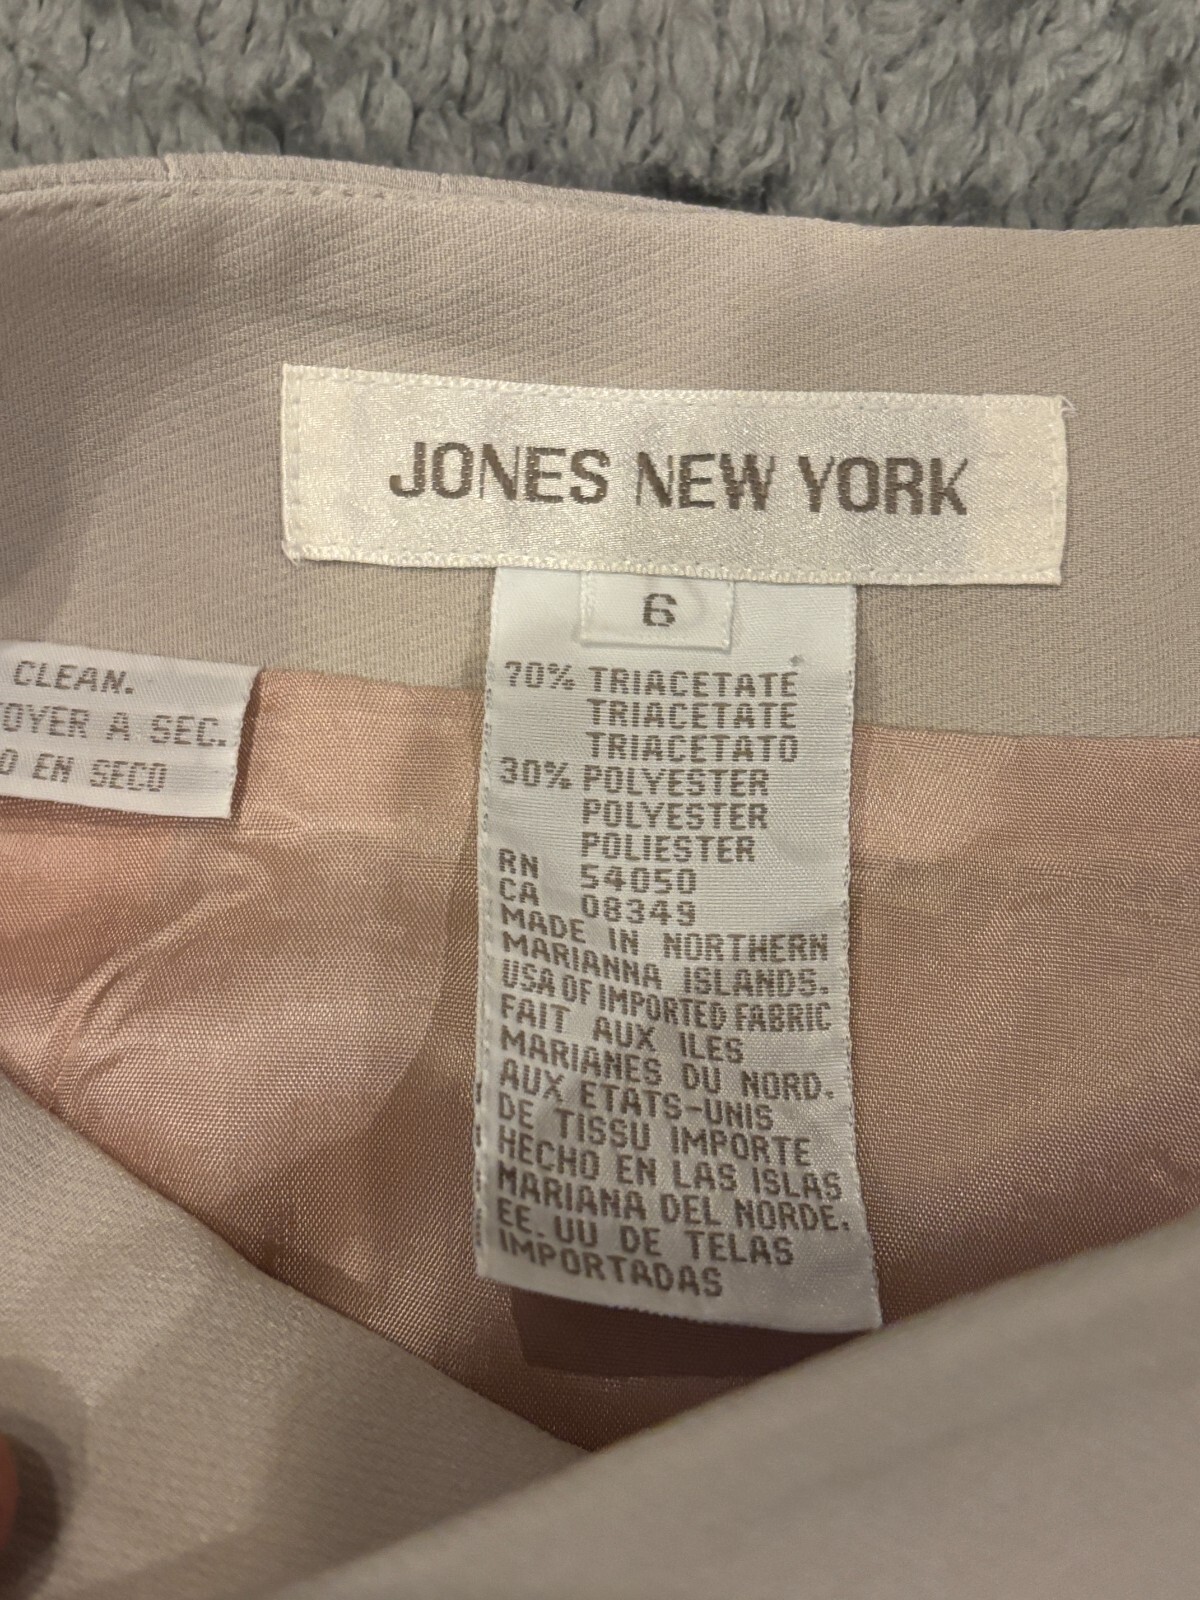 JONES NEW YORK
6
CLEAN.
OYER A SEC.
O EN SECO
70% TRIACETATE
TRIACETATE
TRIACETATO
30% POLYESTER
POLYESTER
POLIESTER
RN 54050
CA 08349
MADE IN NORTHERN
MARIANNA ISLANDS.
USA OF IMPORTED FABRIC
FAIT AUX ILES
MARIANES DU NORD.
AUX ETATS-UNIS
DE TISSU IMPORTE
HECHO EN LAS ISLAS
MARIANA DEL NORDE.
EE.UU DE TELAS
IMPORTADAS